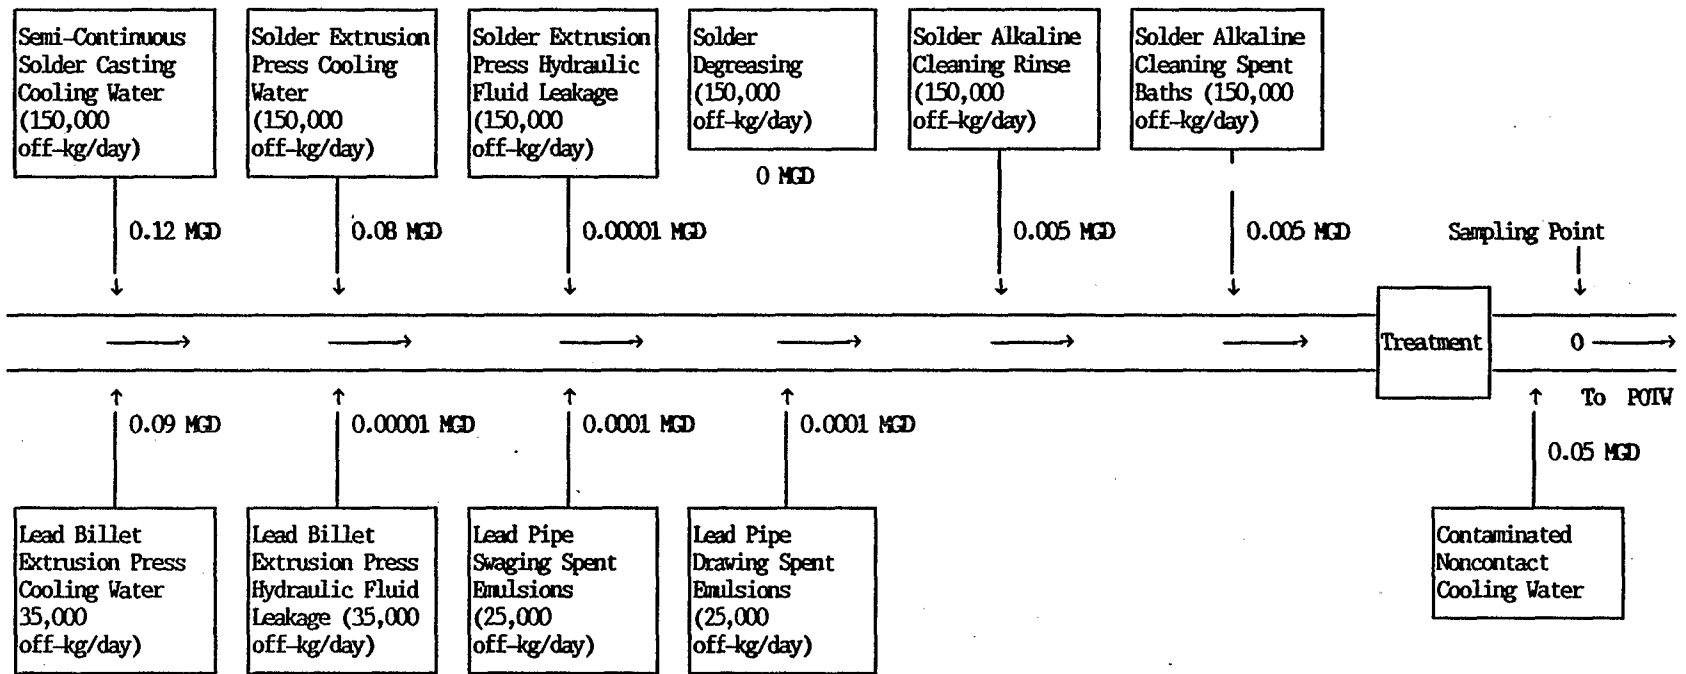 Semi-Continuous
Solder Casting
Cooling Water
(150,000
off-kg/day)
Solder Extrusion
Press Cooling
Water
(150,000
off-kg/day)
Solder Extrusion
Press Hydraulic
Fluid Leakage
(150,000
off-kg/day)
Solder
Degreasing
(150,000
off-kg/day)
Solder Alkaline
Cleaning Rinse
(150,000
off-kg/day)
Solder Alkaline
Cleaning Spent
Baths (150,000
off-kg/day)
0 MGD
0.12 MGD
0.08 MGD
0.00001 MGD
0.005 MGD
0.005 MGD
Sampling Point
Treatment
0
To POTW
0.09 MGD
0.00001 MGD
0.0001 MGD
0.0001 MGD
0.05 MGD
Lead Billet
Extrusion Press
Cooling Water
35,000
off-kg/day)
Lead Billet
Extrusion Press
Hydraulic Fluid
Leakage (35,000
off-kg/day)
Lead Pipe
Swaging Spent
Emulsions
(25,000
off-kg/day)
Lead Pipe
Drawing Spent
Emulsions
(25,000
off-kg/day)
Contaminated
Noncontact
Cooling Water